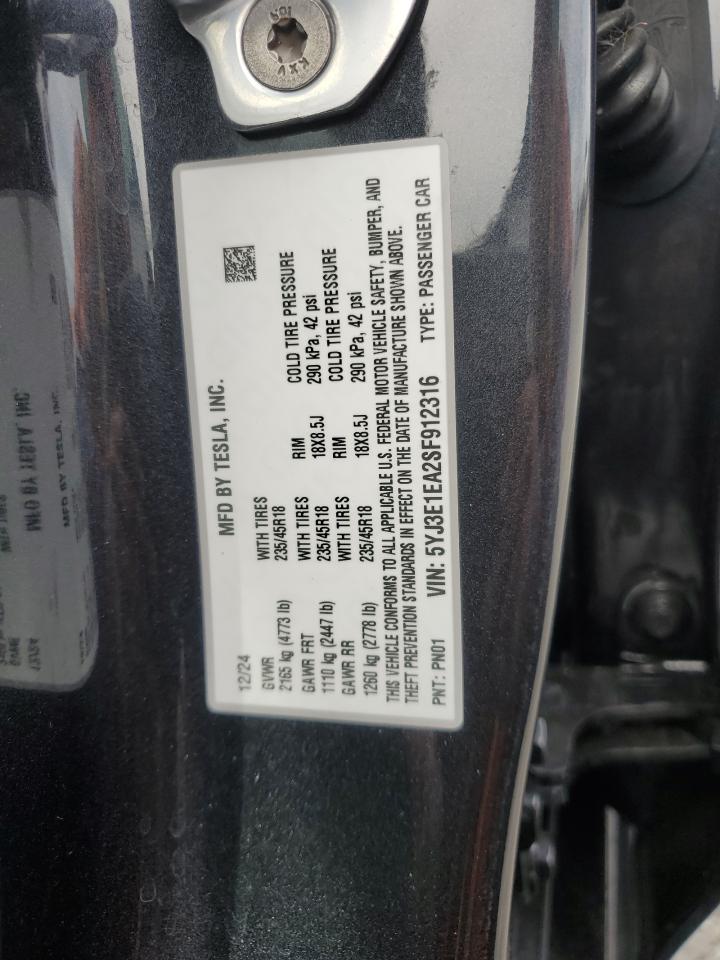 MFD BY TESLA, INC.
12/24
GVWR WITH TIRES
2165 kg (4773 lb) 235/45R18
GAWR FRT WITH TIRES RIM COLD TIRE PRESSURE
1110 kg (2447 lb) 235/45R18 18X8.5J 290 kPa, 42 psi
GAWR RR WITH TIRES RIM COLD TIRE PRESSURE
1260 kg (2778 lb) 235/45R18 18X8.5J 290 kPa, 42 psi
THIS VEHICLE CONFORMS TO ALL APPLICABLE U.S. FEDERAL MOTOR VEHICLE SAFETY, BUMPER, AND
THEFT PREVENTION STANDARDS IN EFFECT ON THE DATE OF MANUFACTURE SHOWN ABOVE.
PNT: PN01 VIN: 5YJ3E1EA2SF912316 TYPE: PASSENGER CAR